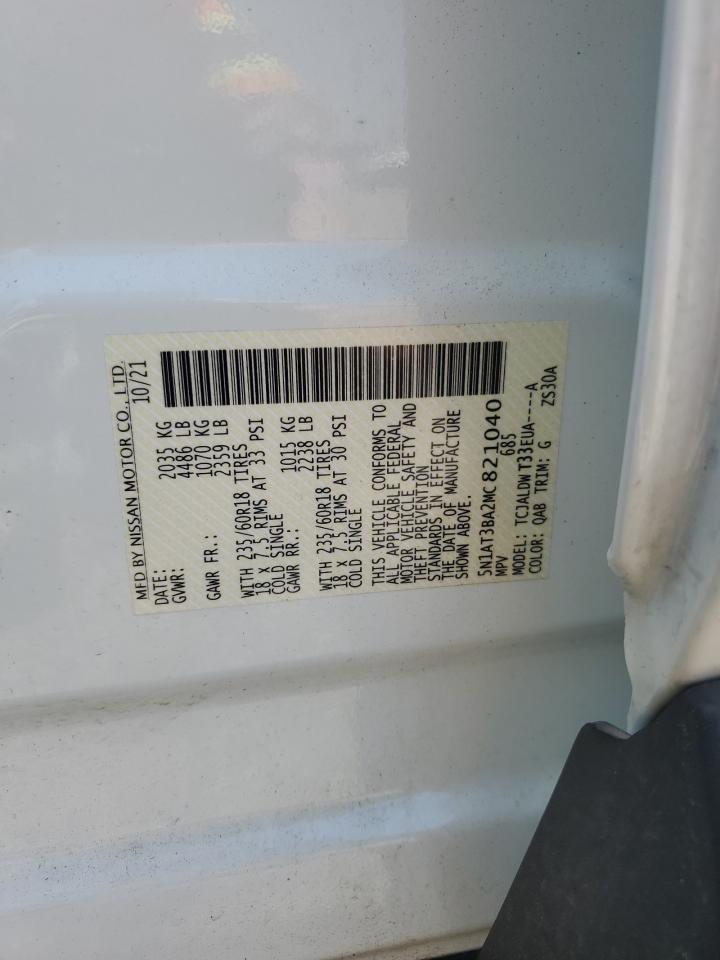 MFD BY NISSAN MOTOR CO., LTD.
DATE: 10/21
GVWR: 2035 KG
4486 LB
GAWR FR.: 1070 KG
2359 LB
WITH 235/60R18 TIRES
18 X 7.5 RIMS AT 33 PSI
COLD SINGLE
GAWR RR.: 1015 KG
2238 LB
WITH 235/60R18 TIRES
18 X 7.5 RIMS AT 30 PSI
COLD SINGLE
THIS VEHICLE CONFORMS TO
ALL APPLICABLE FEDERAL
MOTOR VEHICLE SAFETY AND
THEFT PREVENTION
STANDARDS IN EFFECT ON
THE DATE OF MANUFACTURE
SHOWN ABOVE.
5N1AT3BA2MC821040
MPV 685
MODEL: TCJALDWT33EUA----A
COLOR: QAB TRIM: G ZS30A